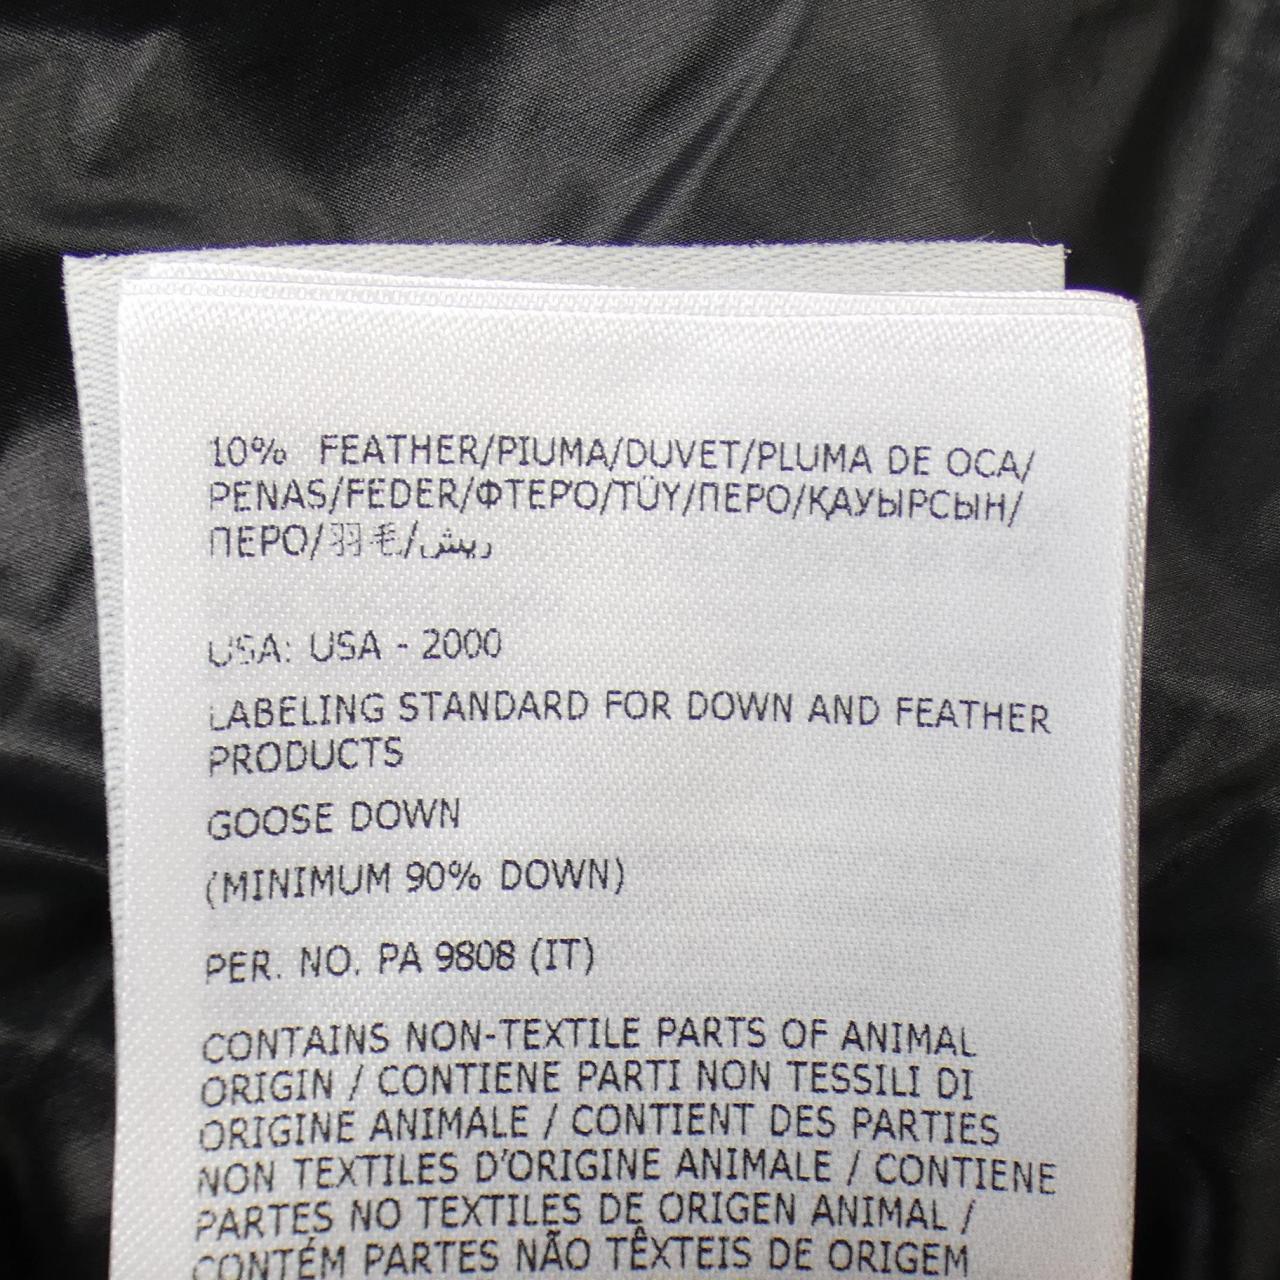 10% FEATHER/PIUMA/DUVET/PLUMA DE OCA/
PENAS/FEDER/ΦΤΕΡΌ/TÜY/ПЕРО/ҚАУЫРСЫН/
ПЕРО/羽毛/ريش
USA: USA - 2000
LABELING STANDARD FOR DOWN AND FEATHER
PRODUCTS
GOOSE DOWN
(MINIMUM 90% DOWN)
PER. NO. PA 9808 (IT)
CONTAINS NON-TEXTILE PARTS OF ANIMAL
ORIGIN / CONTIENE PARTI NON TESSILI DI
ORIGINE ANIMALE / CONTIENT DES PARTIES
NON TEXTILES D'ORIGINE ANIMALE / CONTIENE
PARTES NO TEXTILES DE ORIGEN ANIMAL /
CONTÉM PARTES NÃO TÊXTEIS DE ORIGEM